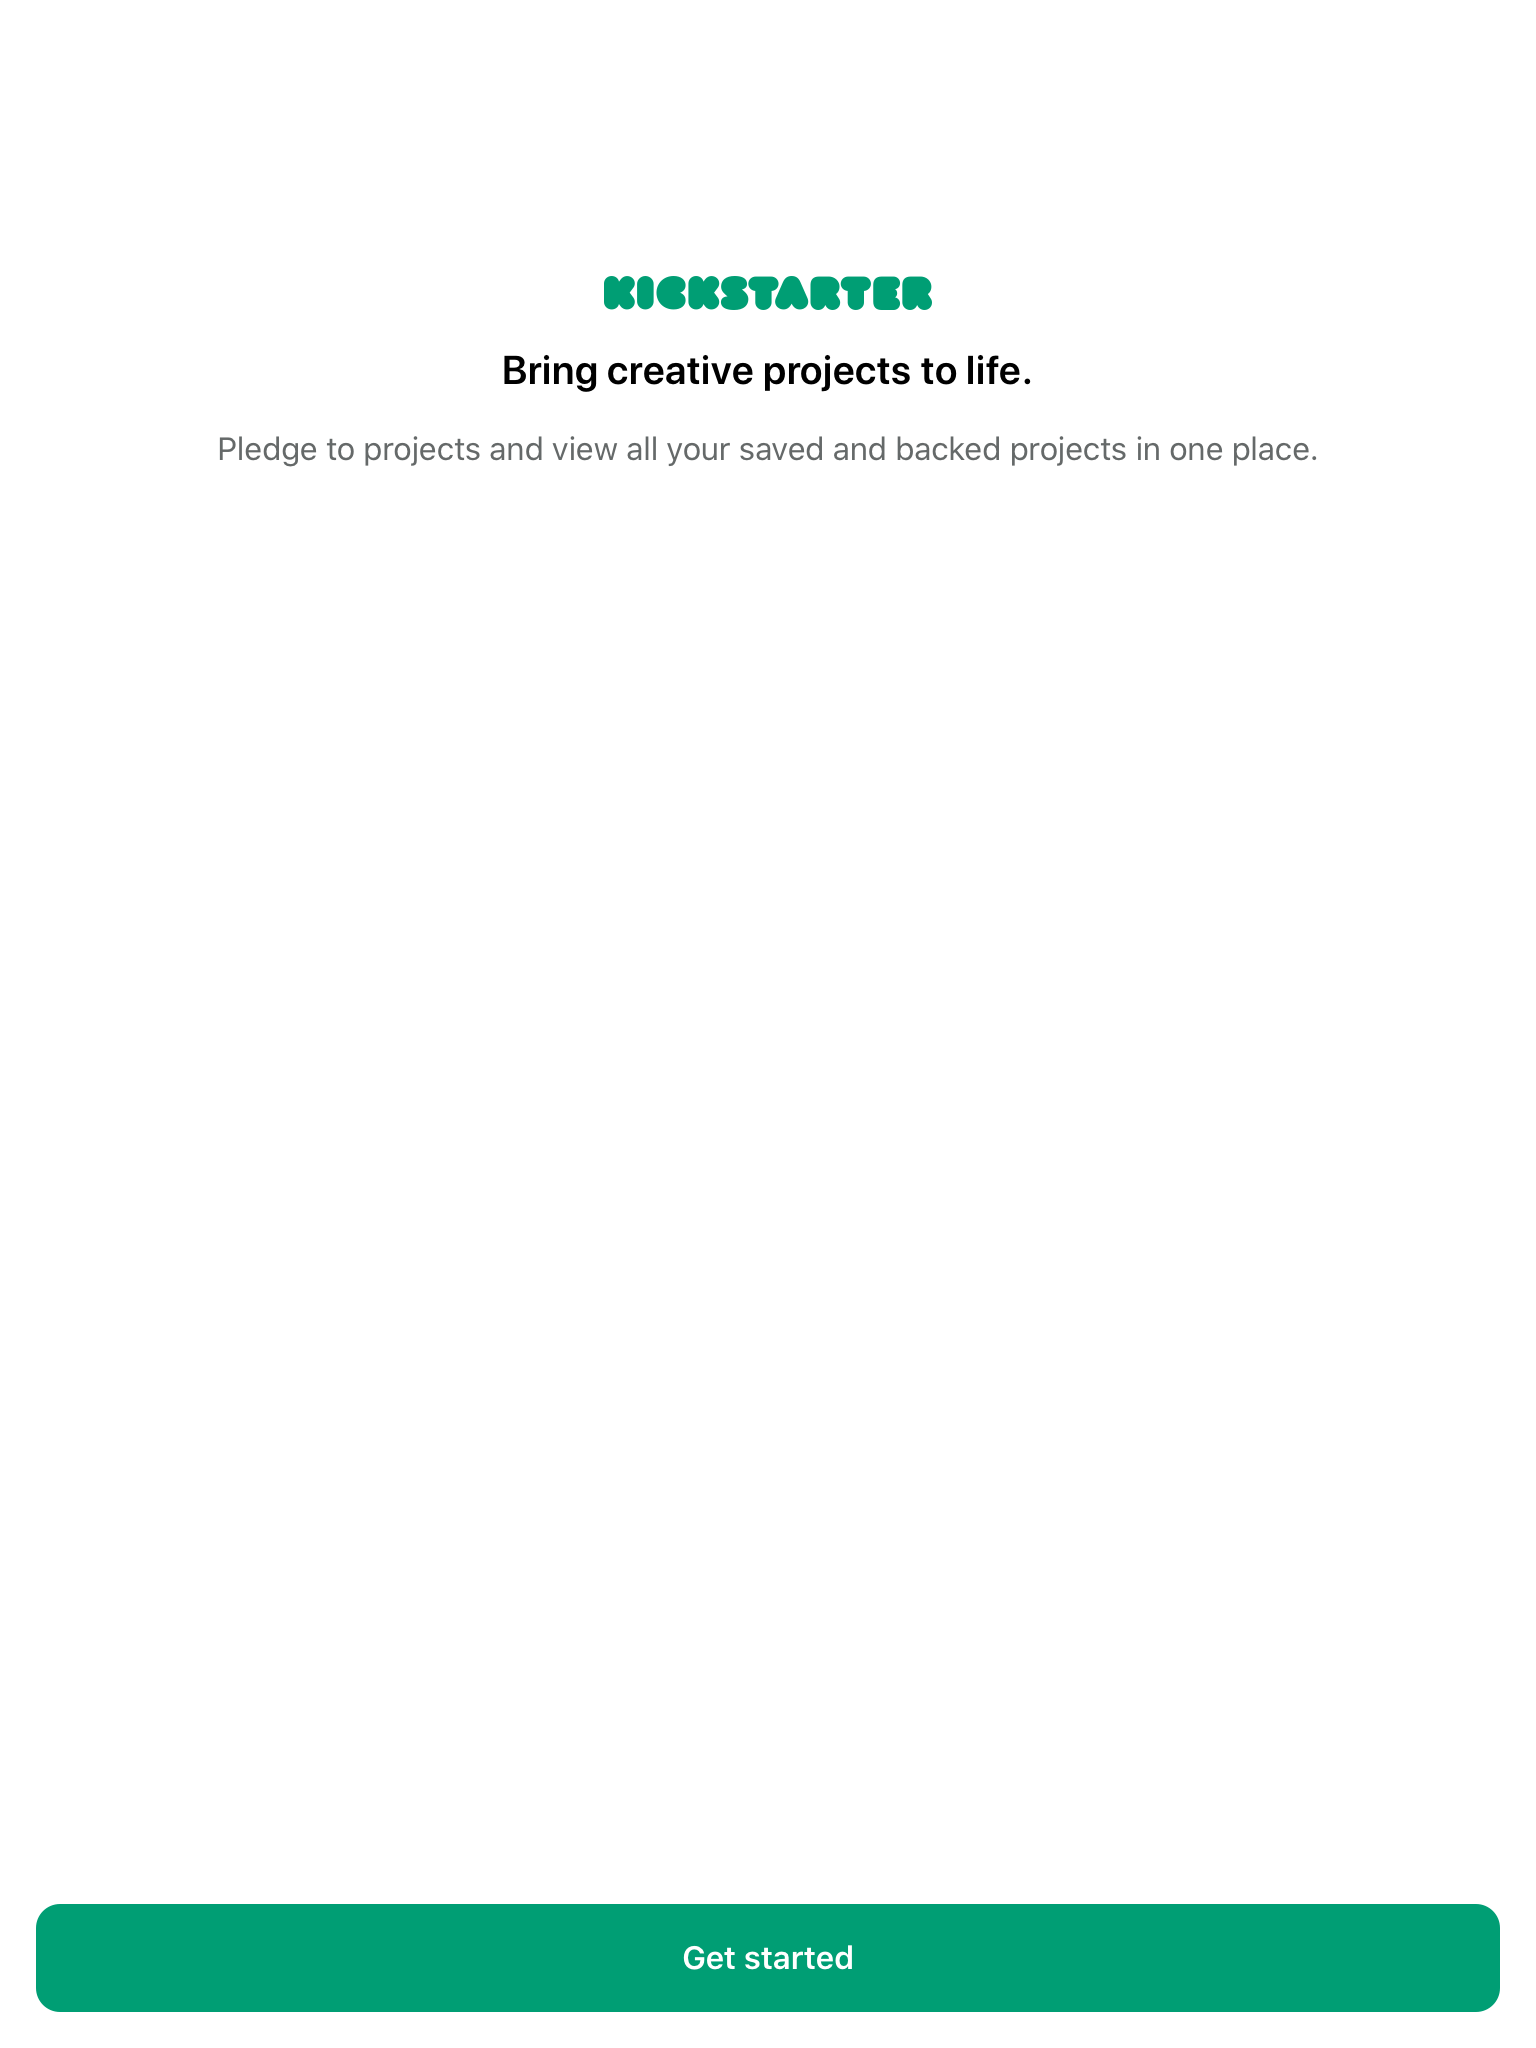 KICKSTARTER
Bring creative projects to life.
Pledge to projects and view all your saved and backed projects in one place.
Get started